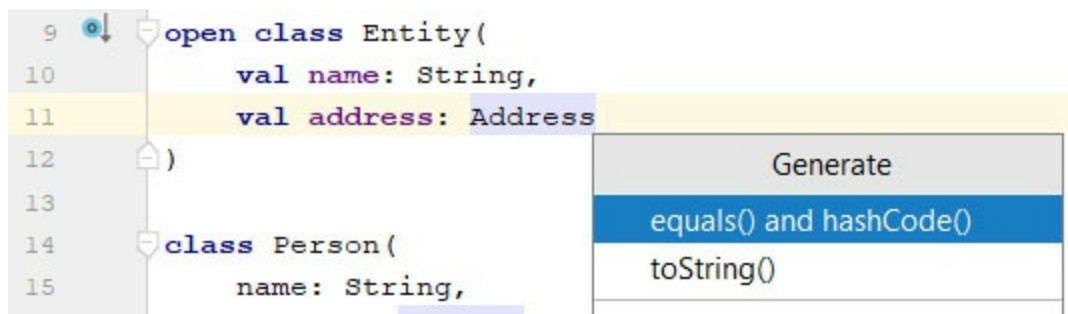 9 open class Entity(
10 val name: String,
11 val address: Address
12 )
Generate
13
equals() and hashCode()
14 class Person(
toString()
15 name: String,